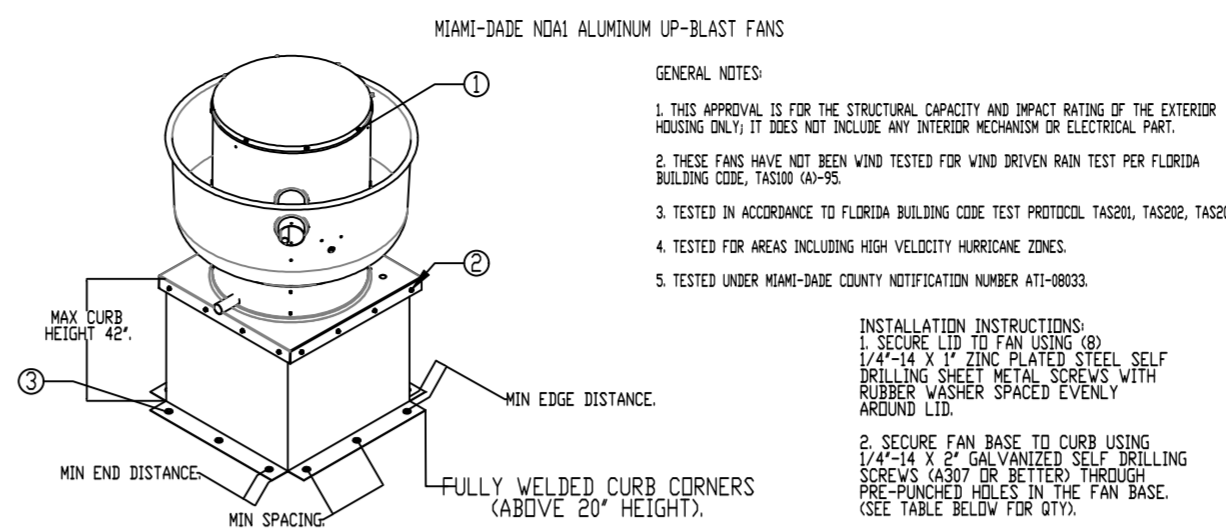 MIAMI-DADE NOA1 ALUMINUM UP-BLAST FANS
GENERAL NOTES:
1. THIS APPROVAL IS FOR THE STRUCTURAL CAPACITY AND IMPACT RATING OF THE EXTERIOR
HOUSING ONLY; IT DOES NOT INCLUDE ANY INTERIOR MECHANISM OR ELECTRICAL PART.
2. THESE FANS HAVE NOT BEEN WIND TESTED FOR WIND DRIVEN RAIN TEST PER FLORIDA
BUILDING CODE, TAS100 (A)-95.
3. TESTED IN ACCORDANCE TO FLORIDA BUILDING CODE TEST PROTOCOL TAS201, TAS202,
4. TESTED FOR AREAS INCLUDING HIGH VELOCITY HURRICANE ZONES.
5. TESTED UNDER MIAMI-DADE COUNTY NOTIFICATION NUMBER ATI-08033.
1
2
MAX CURB
HEIGHT 42".
3
MIN EDGE DISTANCE.
MIN END DISTANCE.
MIN SPACING.
FULLY WELDED CURB CORNERS
(ABOVE 20" HEIGHT).
INSTALLATION INSTRUCTIONS:
1. SECURE LID TO FAN USING (8)
1/4"-14 X 1" ZINC PLATED STEEL SELF
DRILLING SHEET METAL SCREWS WITH
RUBBER WASHER SPACED EVENLY
AROUND LID.
2. SECURE FAN BASE TO CURB USING
1/4"-14 X 2" GALVANIZED SELF DRILLING
SCREWS (A307 OR BETTER) THROUGH
PRE-PUNCHED HOLES IN THE FAN BASE.
(SEE TABLE BELOW FOR QTY).